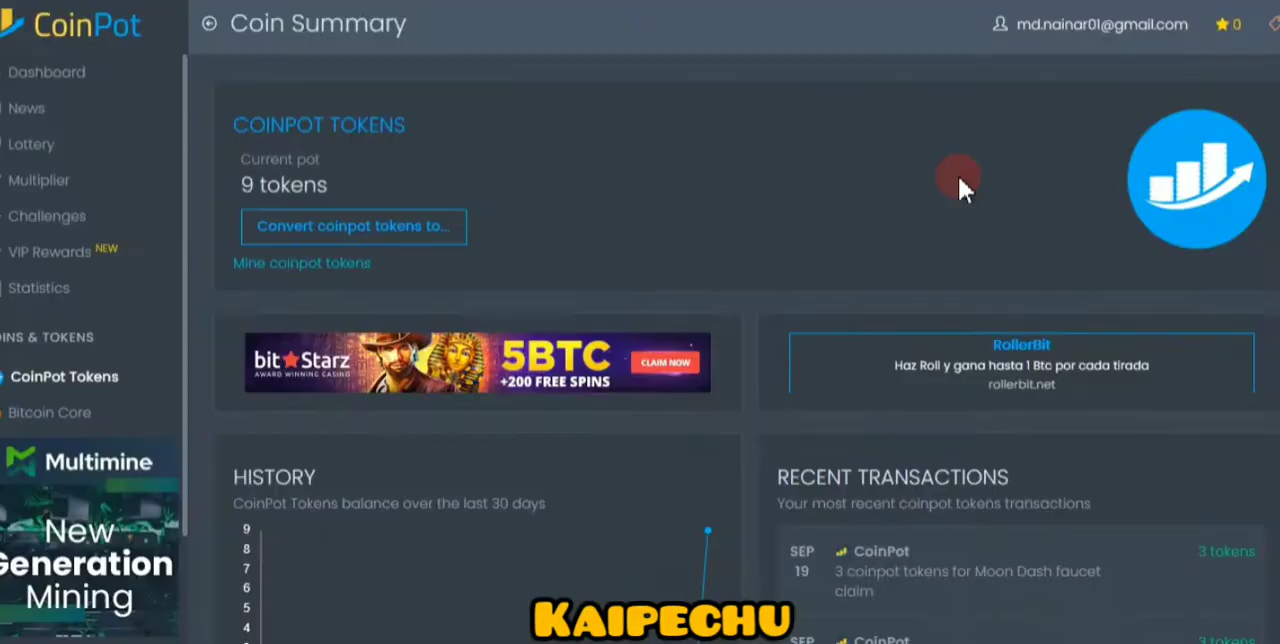 CoinPot
Coin Summary
md.nainar01@gmail.com
0
Dashboard
News
Lottery
Multiplier
Challenges
VIP Rewards NEW
Statistics
INS & TOKENS
CoinPot Tokens
Bitcoin Core
Multimine
New
Generation
Mining
COINPOT TOKENS
Current pot
9 tokens
Convert coinpot tokens to...
Mine coinpot tokens
bitStarz
AWARD WINNING CASINO
5BTC
+200 FREE SPINS
CLAIM NOW
RollerBit
Haz Roll y gana hasta 1 Btc por cada tirada
rollerbit.net
HISTORY
CoinPot Tokens balance over the last 30 days
9
8
7
6
5
4
RECENT TRANSACTIONS
Your most recent coinpot tokens transactions
SEP
19
CoinPot
3 tokens
3 coinpot tokens for Moon Dash faucet
claim
SEP
CoinPot
3 tokens
KAIPECHU